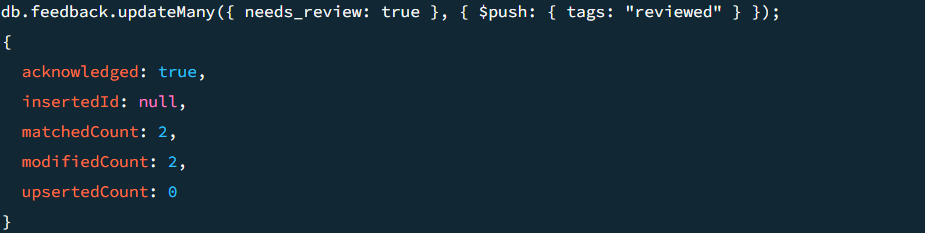 db.feedback.updateMany({ needs_review: true }, { $push: { tags: "reviewed" } });
{
  acknowledged: true,
  insertedId: null,
  matchedCount: 2,
  modifiedCount: 2,
  upsertedCount: 0
}